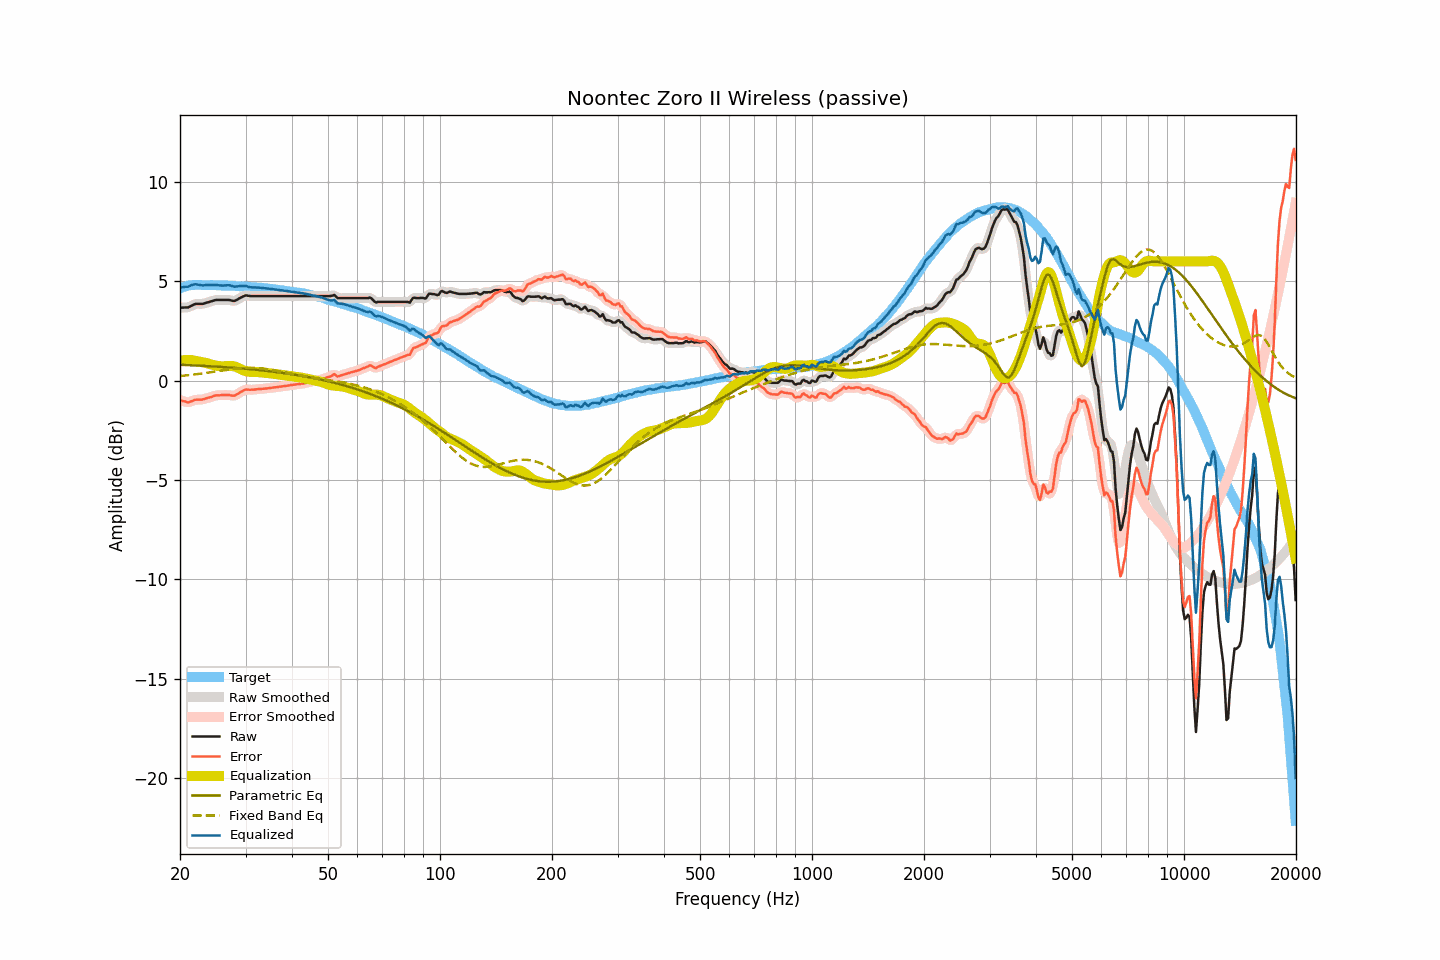 Noontec Zoro II Wireless (passive)
10
5
0
−5
−10
−15
−20
Amplitude (dBr)
Target
Raw Smoothed
Error Smoothed
Raw
Error
Equalization
Parametric Eq
Fixed Band Eq
Equalized
20 50 100 200 500 1000 2000 5000 10000 20000
Frequency (Hz)